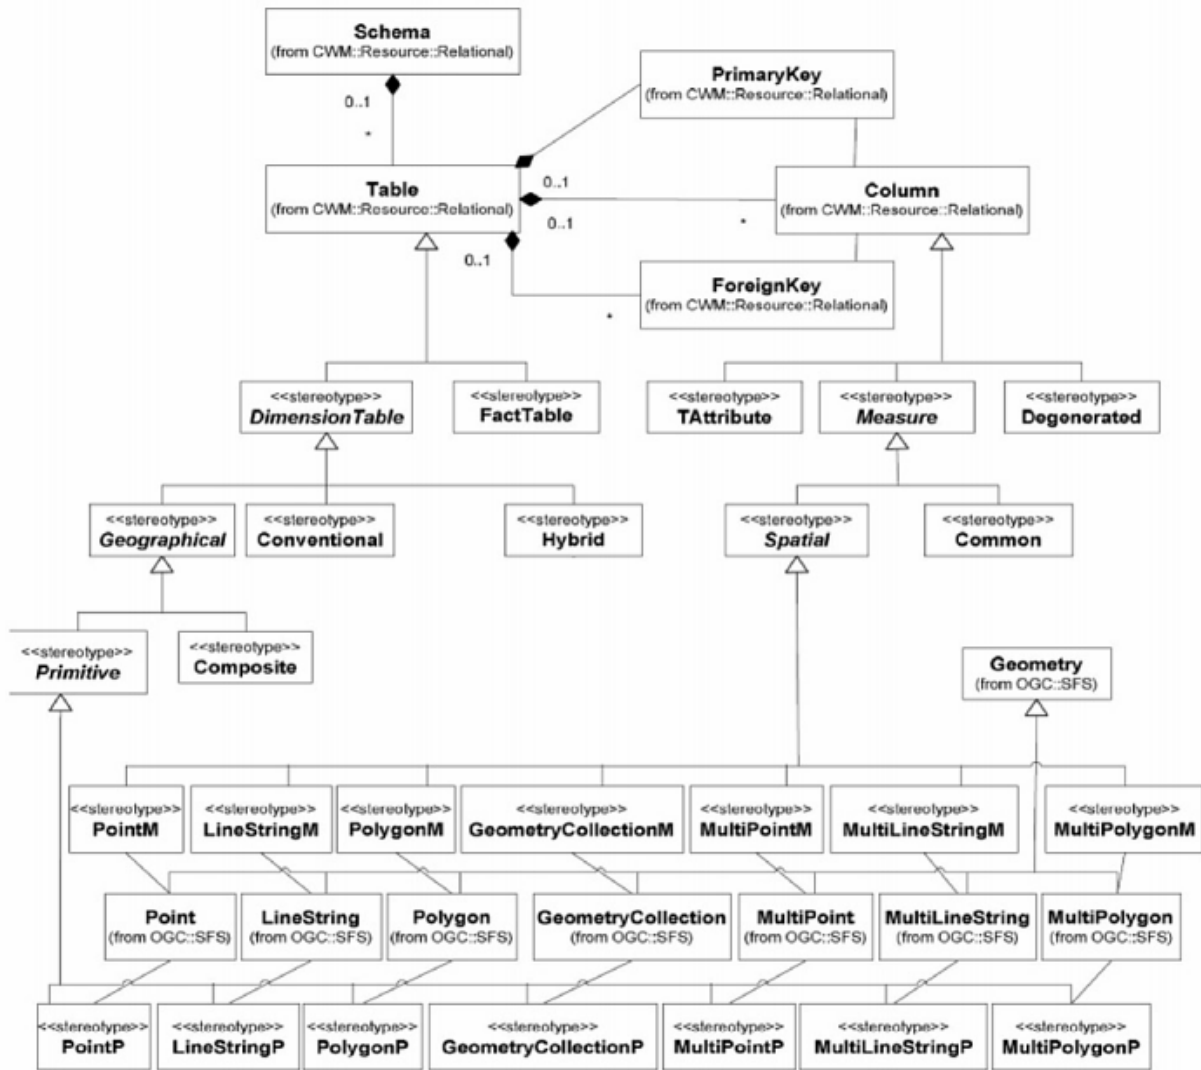 Schema
(from CWM::Resource::Relational)
0..1
*
PrimaryKey
(from CWM::Resource::Relational)
Table
(from CWM::Resource::Relational)
0..1
0..1
*
Column
(from CWM::Resource::Relational)
0..1
*
ForeignKey
(from CWM::Resource::Relational)
<<stereotype>>
DimensionTable
<<stereotype>>
FactTable
<<stereotype>>
TAttribute
<<stereotype>>
Measure
<<stereotype>>
Degenerated
<<stereotype>>
Geographical
<<stereotype>>
Conventional
<<stereotype>>
Hybrid
<<stereotype>>
Spatial
<<stereotype>>
Common
<<stereotype>>
Primitive
<<stereotype>>
Composite
Geometry
(from OGC::SFS)
<<stereotype>>
PointM
<<stereotype>>
LineStringM
<<stereotype>>
PolygonM
<<stereotype>>
GeometryCollectionM
<<stereotype>>
MultiPointM
<<stereotype>>
MultiLineStringM
<<stereotype>>
MultiPolygonM
Point
(from OGC::SFS)
LineString
(from OGC::SFS)
Polygon
(from OGC::SFS)
GeometryCollection
(from OGC::SFS)
MultiPoint
(from OGC::SFS)
MultiLineString
(from OGC::SFS)
MultiPolygon
(from OGC::SFS)
<<stereotype>>
PointP
<<stereotype>>
LineStringP
<<stereotype>>
PolygonP
<<stereotype>>
GeometryCollectionP
<<stereotype>>
MultiPointP
<<stereotype>>
MultiLineStringP
<<stereotype>>
MultiPolygonP